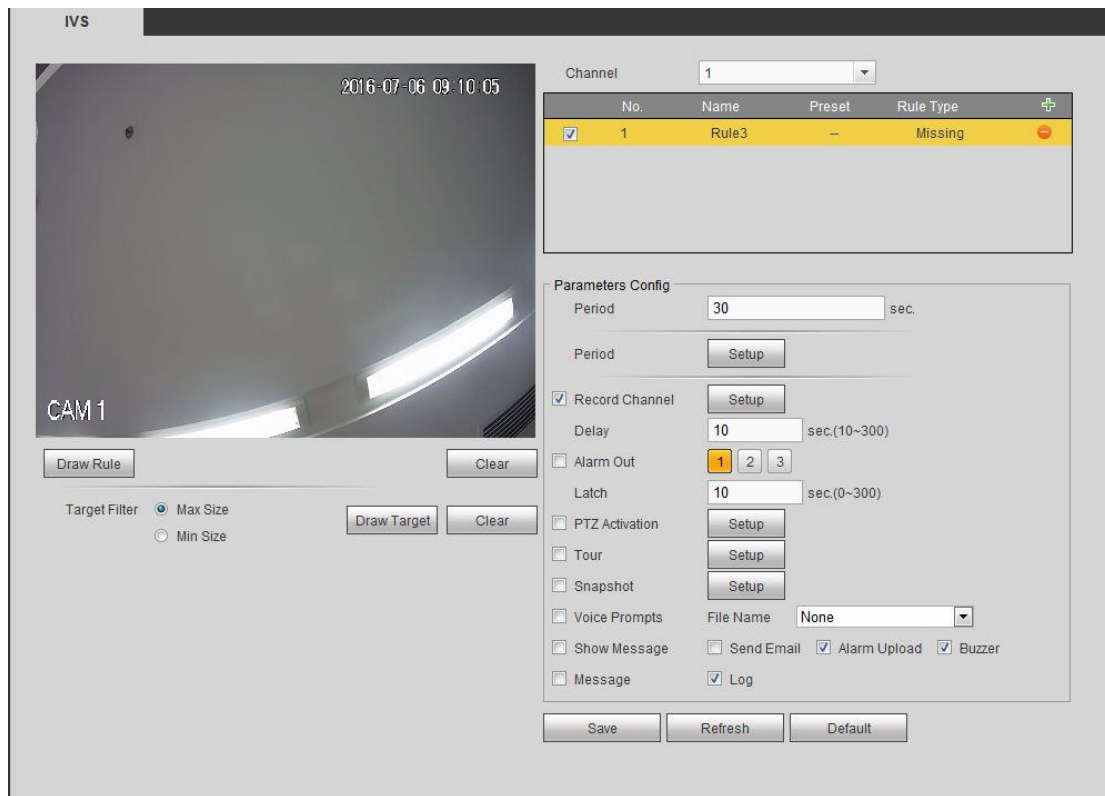 IVS
2016-07-06 09:10:05
CAM 1
Draw Rule Clear
Target Filter Max Size
Min Size
Draw Target Clear
Channel 1
No. Name Preset Rule Type
1 Rule3 -- Missing
Parameters Config
Period 30 sec.
Period Setup
Record Channel Setup
Delay 10 sec.(10~300)
Alarm Out 1 2 3
Latch 10 sec.(0~300)
PTZ Activation Setup
Tour Setup
Snapshot Setup
Voice Prompts File Name None
Show Message Send Email Alarm Upload Buzzer
Message Log
Save Refresh Default